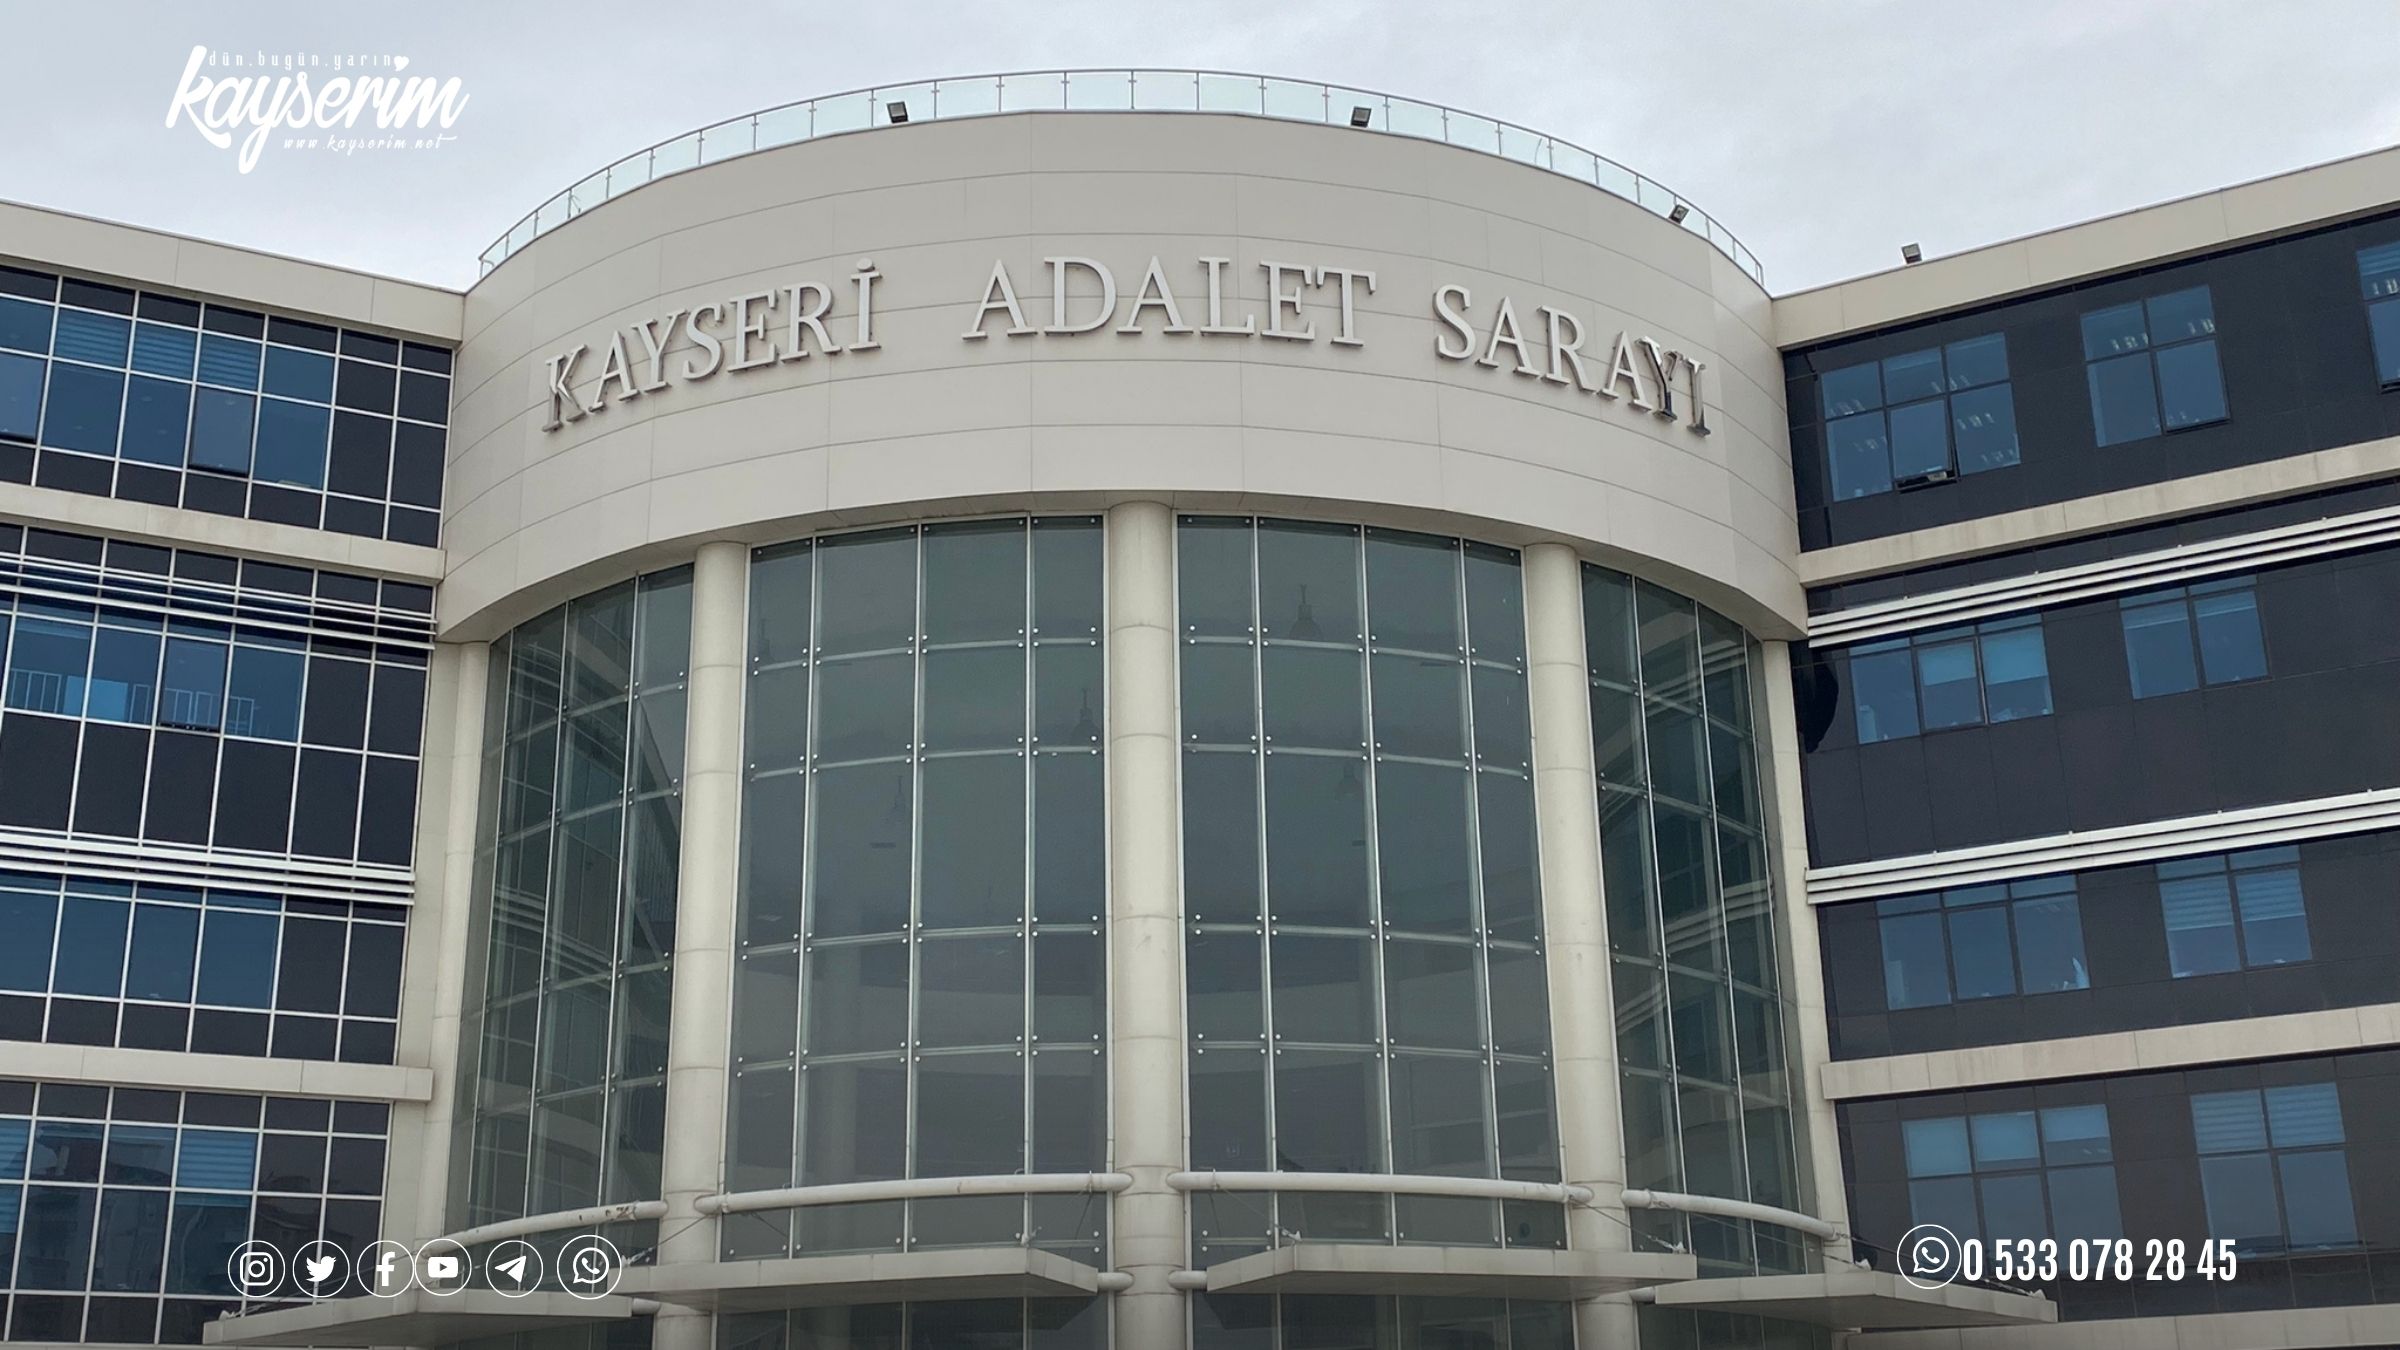 dün.bugün.yarın
kayserim
www.kayserim.net
KAYSERİ ADALET SARAYI
0 533 078 28 45